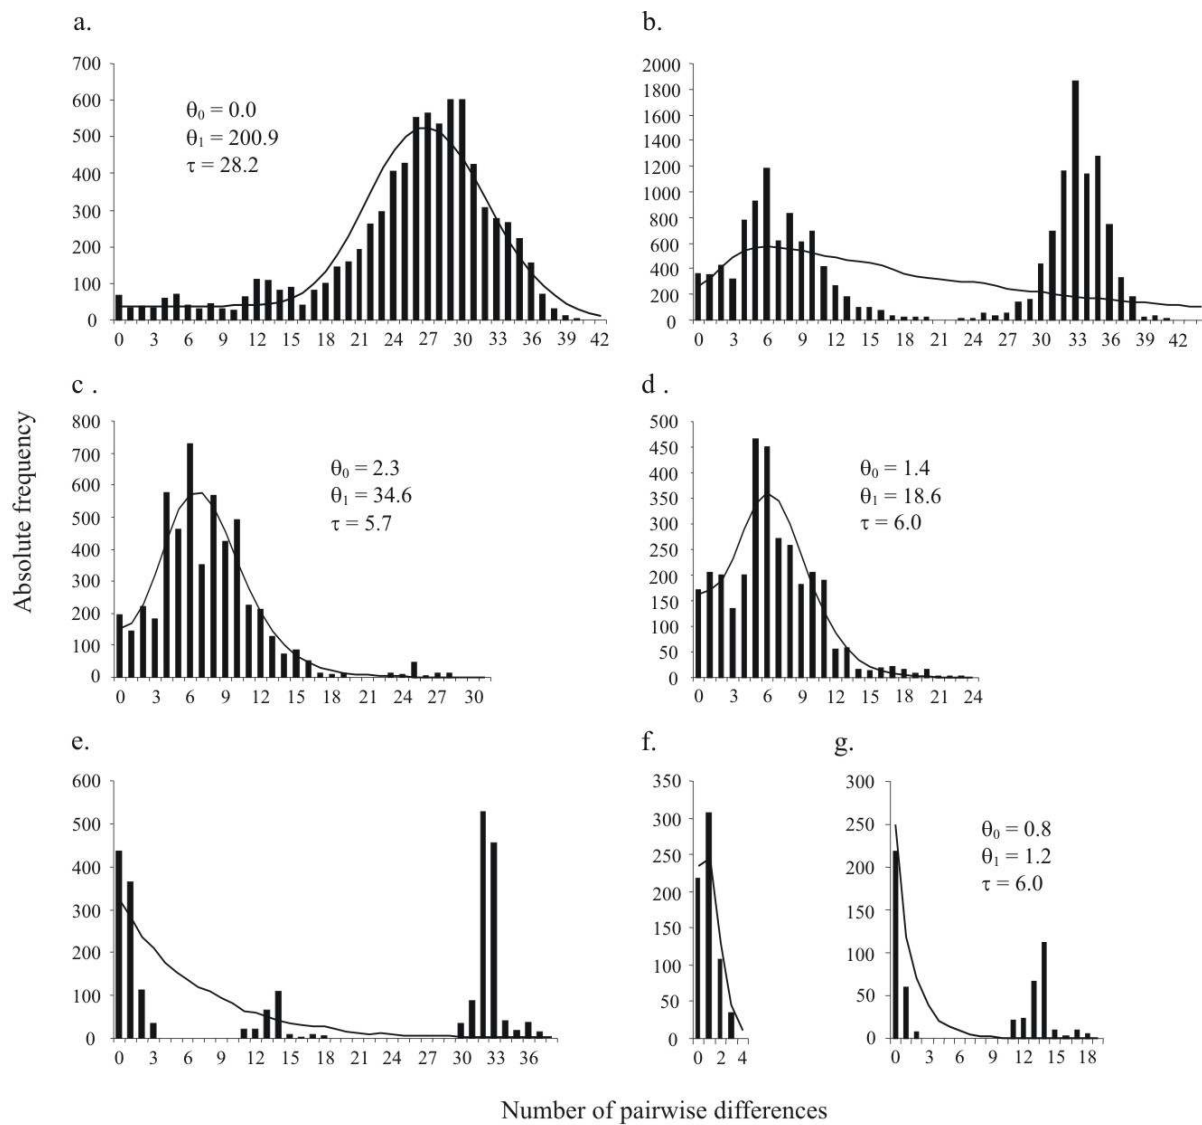 a.
700
600
500
400
300
200
100
0
θ0 = 0.0
θ1 = 200.9
τ = 28.2
0 3 6 9 12 15 18 21 24 27 30 33 36 39 42
b.
2000
1800
1600
1400
1200
1000
800
600
400
200
0
0 3 6 9 12 15 18 21 24 27 30 33 36 39 42
Absolute frequency
c .
800
700
600
500
400
300
200
100
0
θ0 = 2.3
θ1 = 34.6
τ = 5.7
0 3 6 9 12 15 18 21 24 27 30
d .
500
450
400
350
300
250
200
150
100
50
0
θ0 = 1.4
θ1 = 18.6
τ = 6.0
0 3 6 9 12 15 18 21 24
e.
600
500
400
300
200
100
0
0 3 6 9 12 15 18 21 24 27 30 33 36
f.
350
300
250
200
150
100
50
0
0 2 4
g.
300
250
200
150
100
50
0
θ0 = 0.8
θ1 = 1.2
τ = 6.0
0 3 6 9 12 15 18
Number of pairwise differences